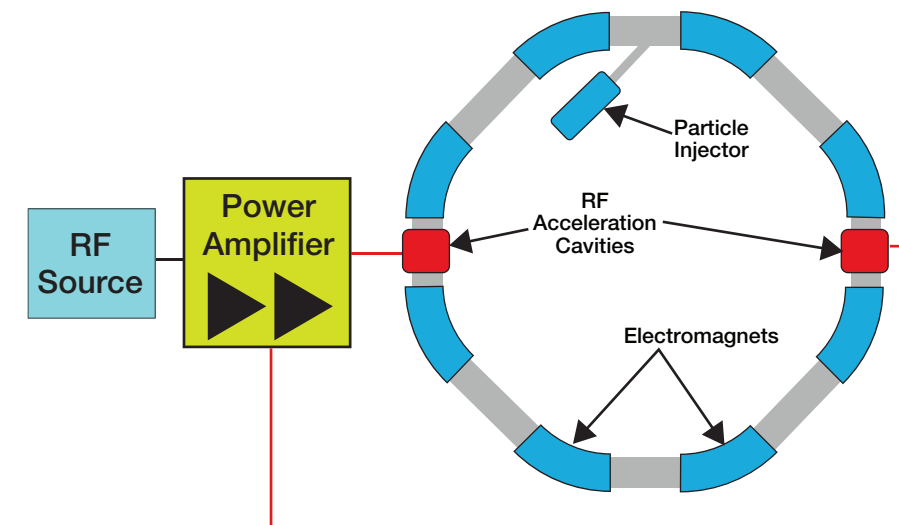 Particle
Injector
Power
Amplifier
RF
Acceleration
Cavities
RF
Source
Electromagnets